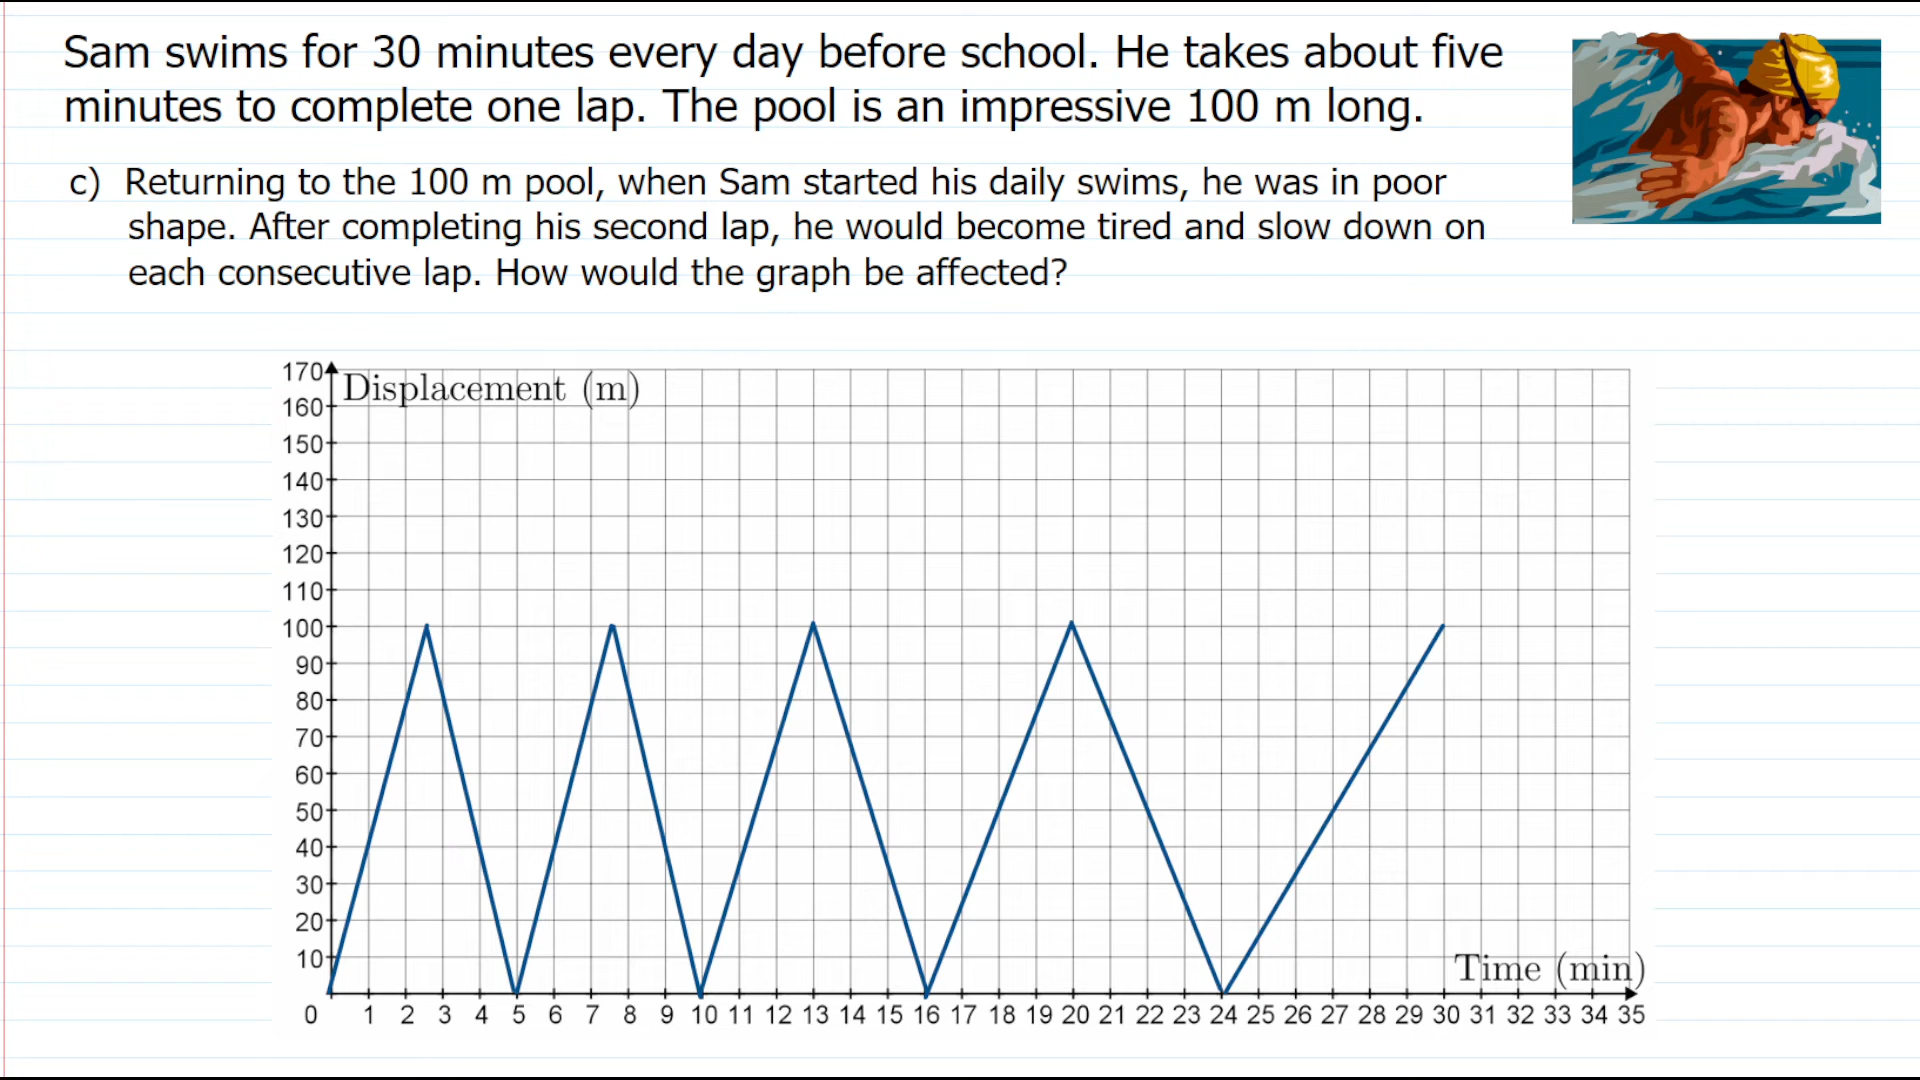 Sam swims for 30 minutes every day before school. He takes about five
minutes to complete one lap. The pool is an impressive 100 m long.
3
c) Returning to the 100 m pool, when Sam started his daily swims, he was in poor
shape. After completing his second lap, he would become tired and slow down on
each consecutive lap. How would the graph be affected?
Displacement (m)
170
160
150
140
130
120
110
100
90
80
70
60
50
40
30
20
10
Time (min)
0 1 2 3 4 5 6 7 8 9 10 11 12 13 14 15 16 17 18 19 20 21 22 23 24 25 26 27 28 29 30 31 32 33 34 35